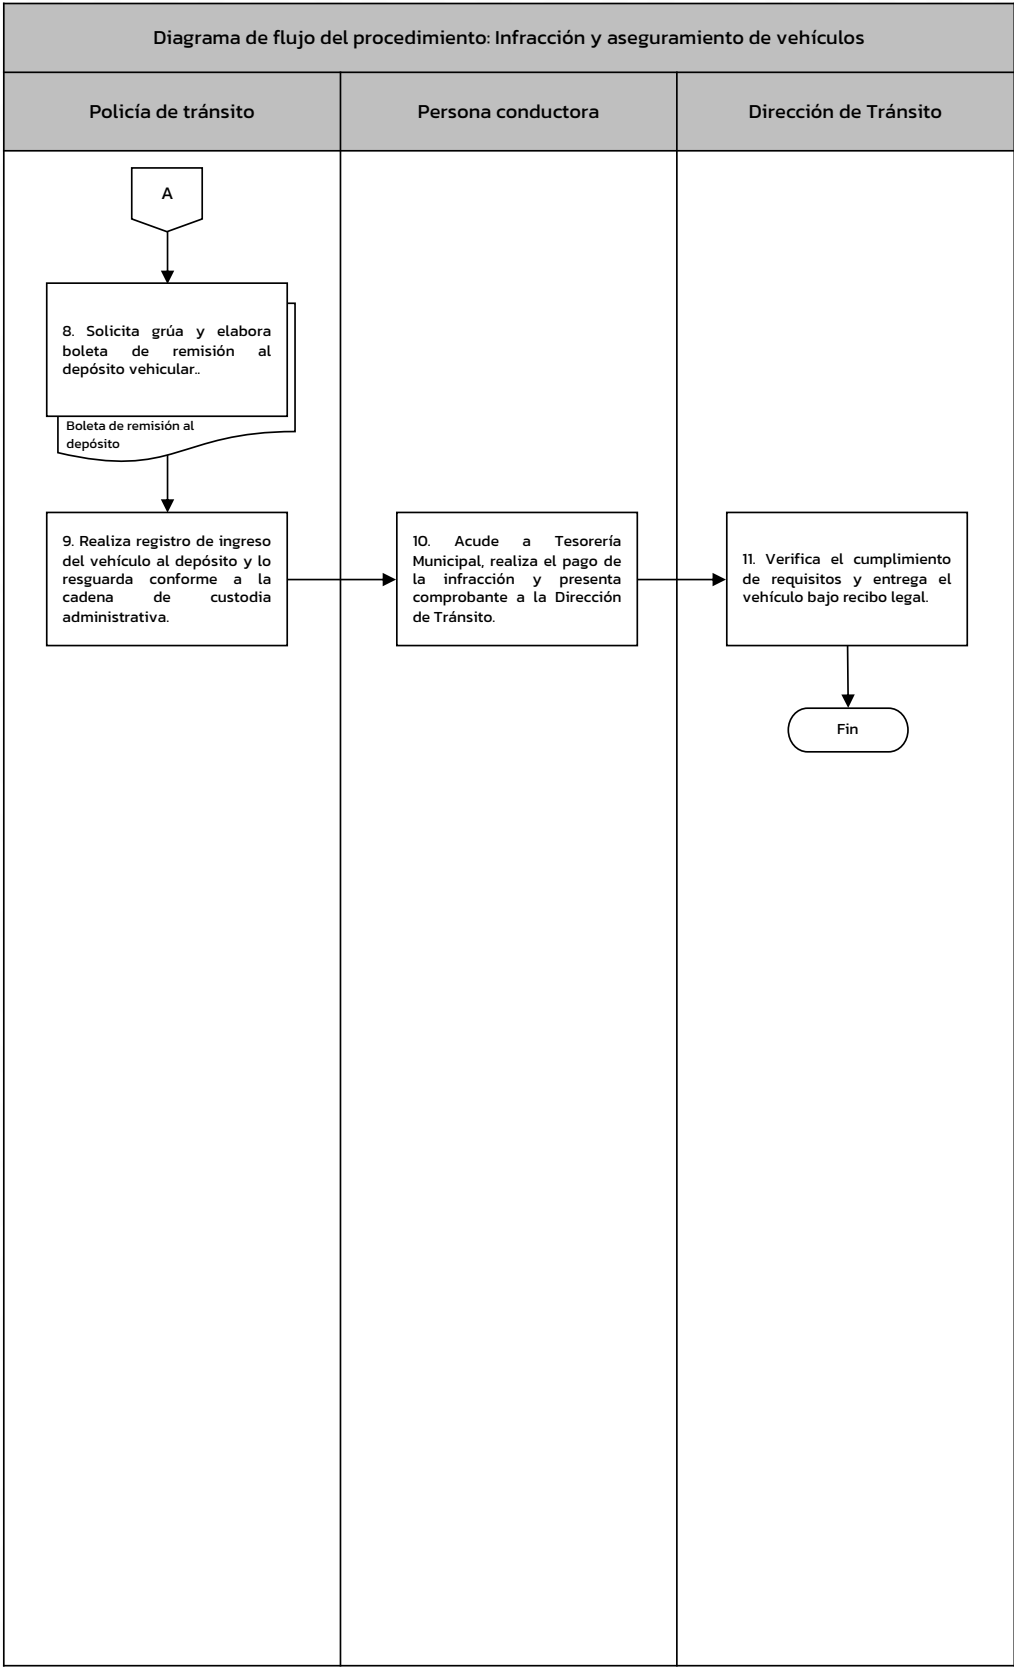 Diagrama de flujo del procedimiento: Infracción y aseguramiento de vehículos
Policía de tránsito
Persona conductora
Dirección de Tránsito
A
8. Solicita grúa y elabora
boleta de remisión al
depósito vehicular..
Boleta de remisión al
depósito
9. Realiza registro de ingreso
del vehículo al depósito y lo
resguarda conforme a la
cadena de custodia
administrativa.
10. Acude a Tesorería
Municipal, realiza el pago de
la infracción y presenta
comprobante a la Dirección
de Tránsito.
11. Verifica el cumplimiento
de requisitos y entrega el
vehículo bajo recibo legal.
Fin